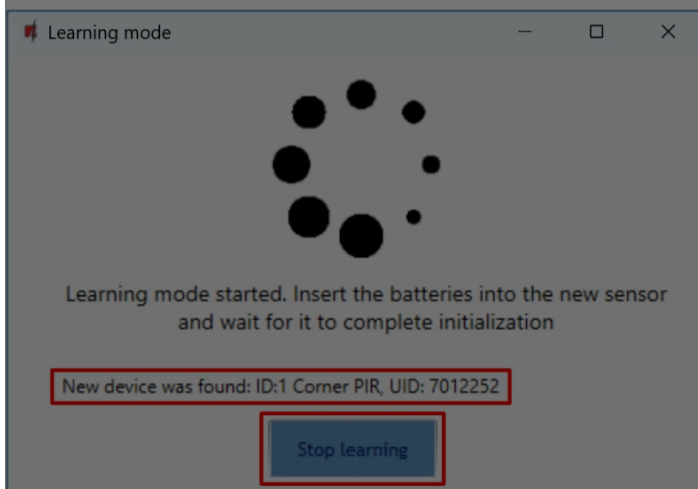 Learning mode
Learning mode started. Insert the batteries into the new sensor
and wait for it to complete initialization
New device was found: ID:1 Corner PIR, UID: 7012252
Stop learning